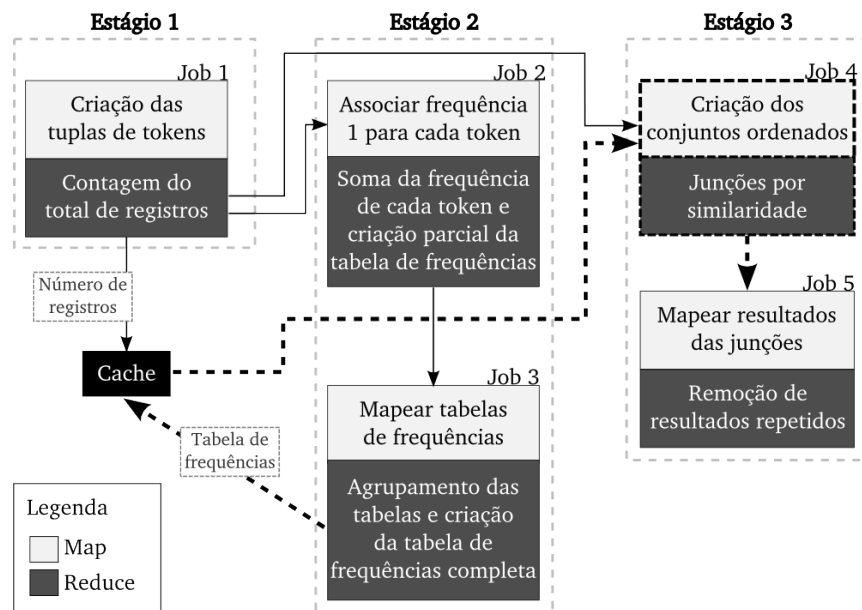 Estágio 1
Job 1
Criação das
tuplas de tokens
Contagem do
total de registros
Número de
registros
Cache
Tabela de
frequências
Legenda
Map
Reduce
Estágio 2
Job 2
Associar frequência
1 para cada token
Soma da frequência
de cada token e
criação parcial da
tabela de frequências
Job 3
Mapear tabelas
de frequências
Agrupamento das
tabelas e criação
da tabela de
frequências completa
Estágio 3
Job 4
Criação dos
conjuntos ordenados
Junções por
similaridade
Job 5
Mapear resultados
das junções
Remoção de
resultados repetidos